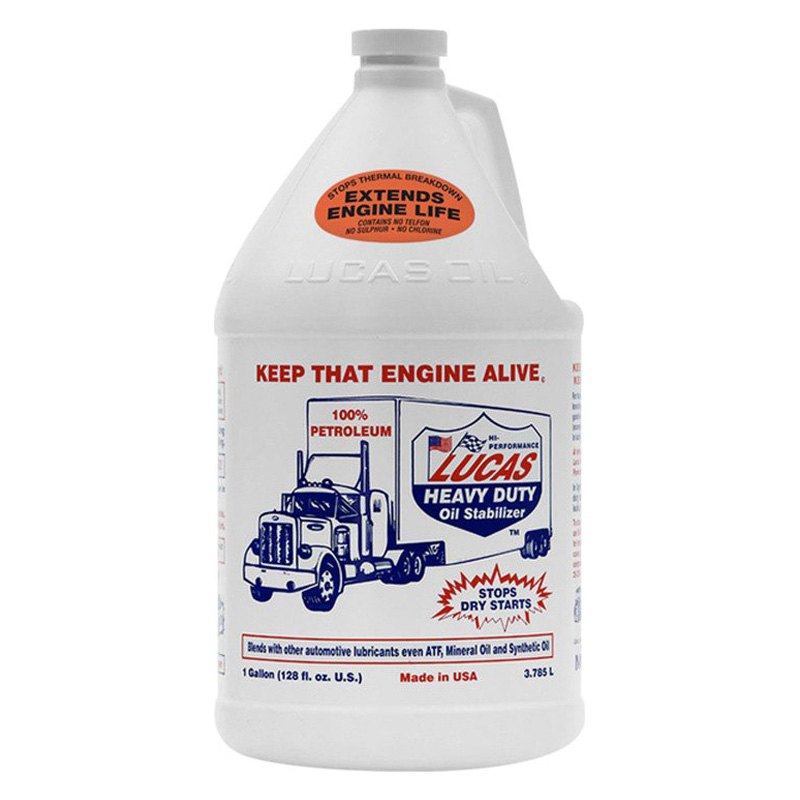 STOPS THERMAL BREAKDOWN
EXTENDS
ENGINE LIFE
CONTAINS NO TELFON
NO SULPHUR • NO CHLORINE
LUCAS OIL
KEEP THAT ENGINE ALIVE©
100%
PETROLEUM
HI-
PERFORMANCE
LUCAS
HEAVY DUTY
Oil Stabilizer
TM
STOPS
DRY STARTS
Blends with other automotive lubricants even ATF, Mineral Oil and Synthetic Oil
1 Gallon (128 fl. oz. U.S.) Made in USA 3.785 L